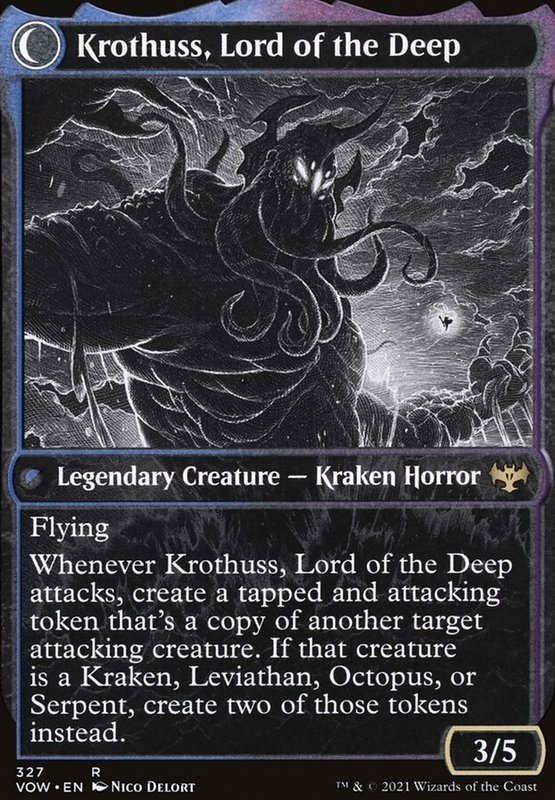 Krothuss, Lord of the Deep
Legendary Creature — Kraken Horror
Flying
Whenever Krothuss, Lord of the Deep
attacks, create a tapped and attacking
token that's a copy of another target
attacking creature. If that creature
is a Kraken, Leviathan, Octopus, or
Serpent, create two of those tokens
instead.
3/5
327 R
VOW • EN Nico Delort
™ & © 2021 Wizards of the Coast